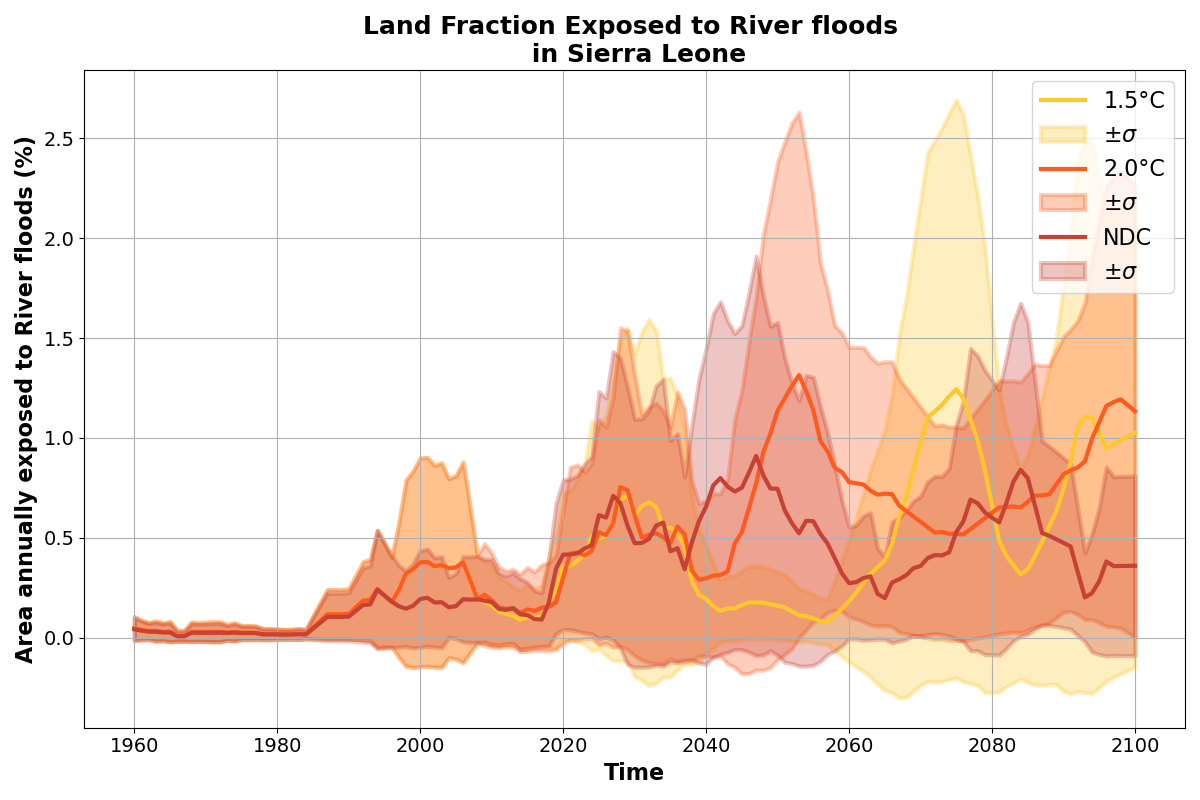 Land Fraction Exposed to River floods
in Sierra Leone
Area annually exposed to River floods (%)
2.5
2.0
1.5
1.0
0.5
0.0
1960 1980 2000 2020 2040 2060 2080 2100
Time
1.5°C
±σ
2.0°C
±σ
NDC
±σ